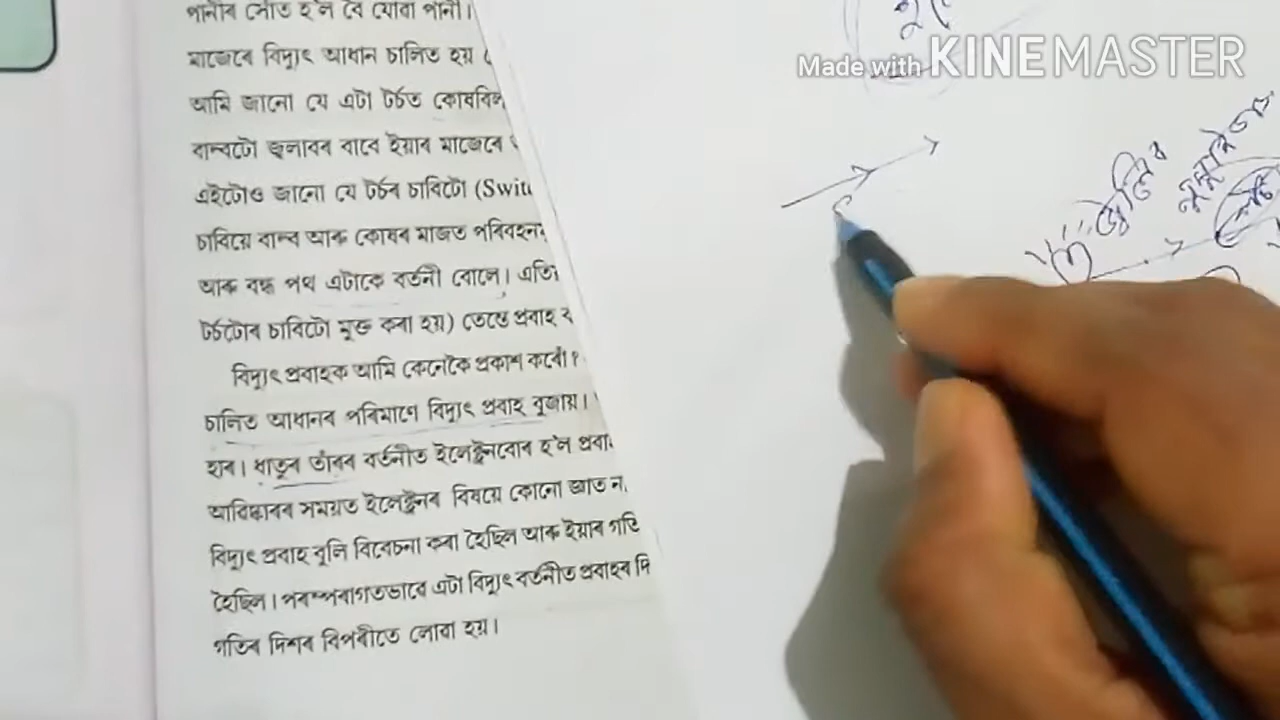 পানীৰ সোঁত হ'ল বৈ যোৱা পানী।
মাজেৰে বিদ্যুৎ আধান চালিত হয়
আমি জানো যে এটা টৰ্চত কোষবিল
বাল্বটো জ্বলাবৰ বাবে ইয়াৰ মাজেৰে
এইটোও জানো যে টৰ্চৰ চাবিটো (Swit
চাবিয়ে বাল্ব আৰু কোষৰ মাজত পৰিবহনৰ
আৰু বদ্ধ পথ এটাকে বৰ্তনী বোলে। এতি
টৰ্চটোৰ চাবিটো মুক্ত কৰা হয়) তেন্তে প্ৰবাহ ব
বিদ্যুৎ প্ৰবাহক আমি কেনেকৈ প্ৰকাশ কৰোঁ?
চালিত আধানৰ পৰিমাণে বিদ্যুৎ প্ৰবাহ বুজায়।
হাৰ। ধাতুৰ তাঁৰৰ বৰ্তনীত ইলেক্ট্ৰনবোৰ হ'ল প্ৰবা
আৱিষ্কাৰৰ সময়ত ইলেক্ট্ৰনৰ বিষয়ে কোনো জ্ঞাত ন
বিদ্যুৎ প্ৰবাহ বুলি বিবেচনা কৰা হৈছিল আৰু ইয়াৰ গতি
হৈছিল। পৰম্পৰাগতভাৱে এটা বিদ্যুৎ বৰ্তনীত প্ৰবাহৰ দি
গতিৰ দিশৰ বিপৰীতে লোৱা হয়।
Made with KINEMASTER